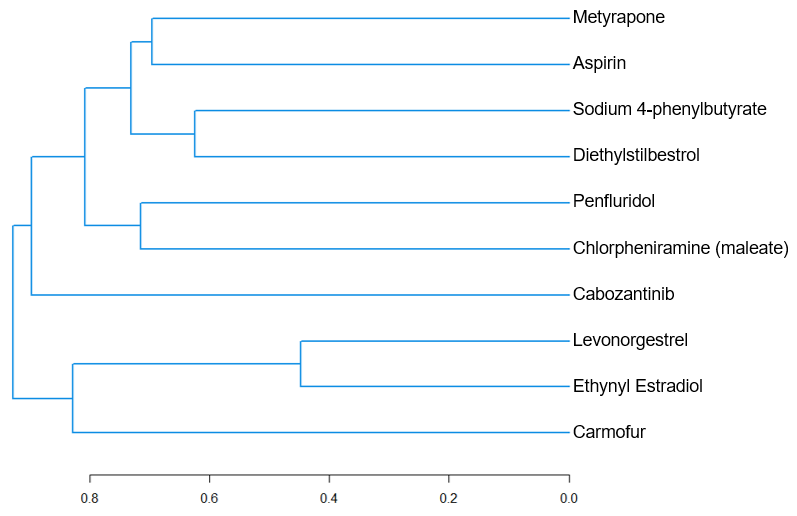 Metyrapone
Aspirin
Sodium 4-phenylbutyrate
Diethylstilbestrol
Penfluridol
Chlorpheniramine (maleate)
Cabozantinib
Levonorgestrel
Ethynyl Estradiol
Carmofur
0.8 0.6 0.4 0.2 0.0